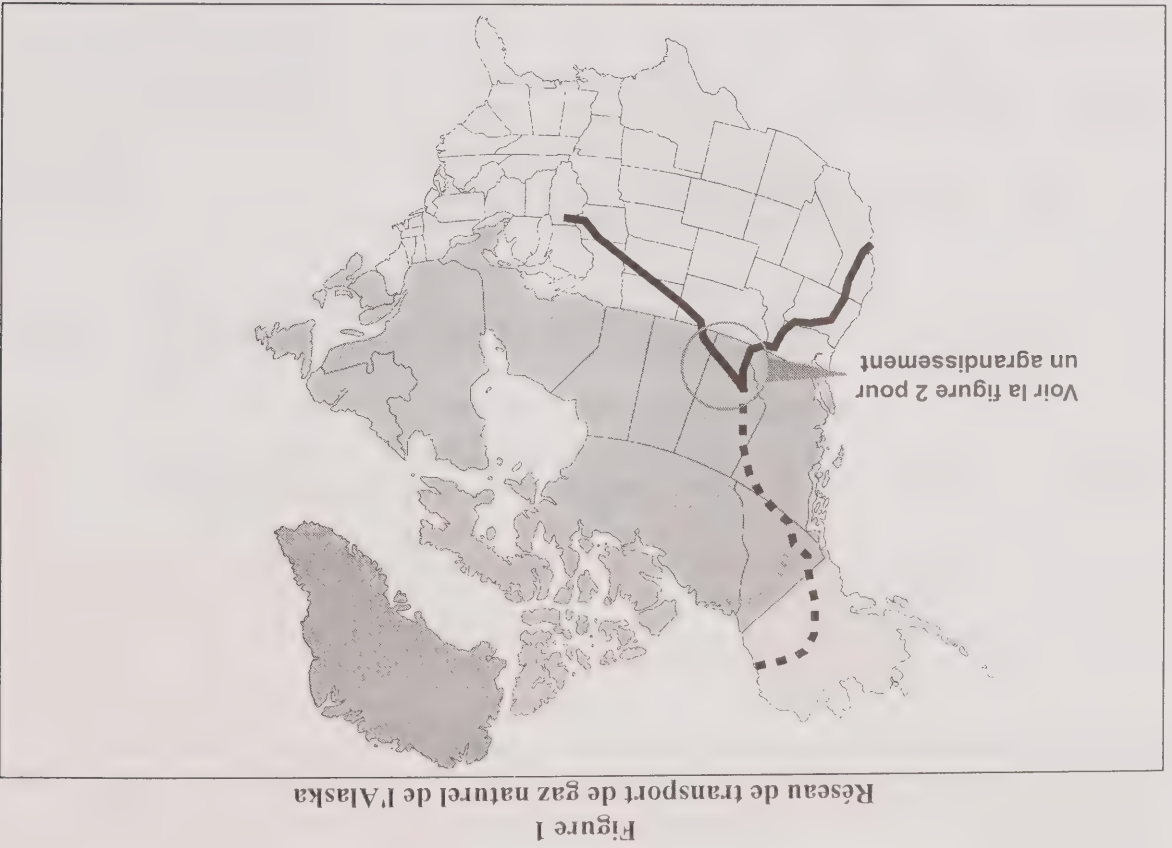 Figure 1
Réseau de transport de gaz naturel de l'Alaska
Voir la figure 2 pour
un agrandissement